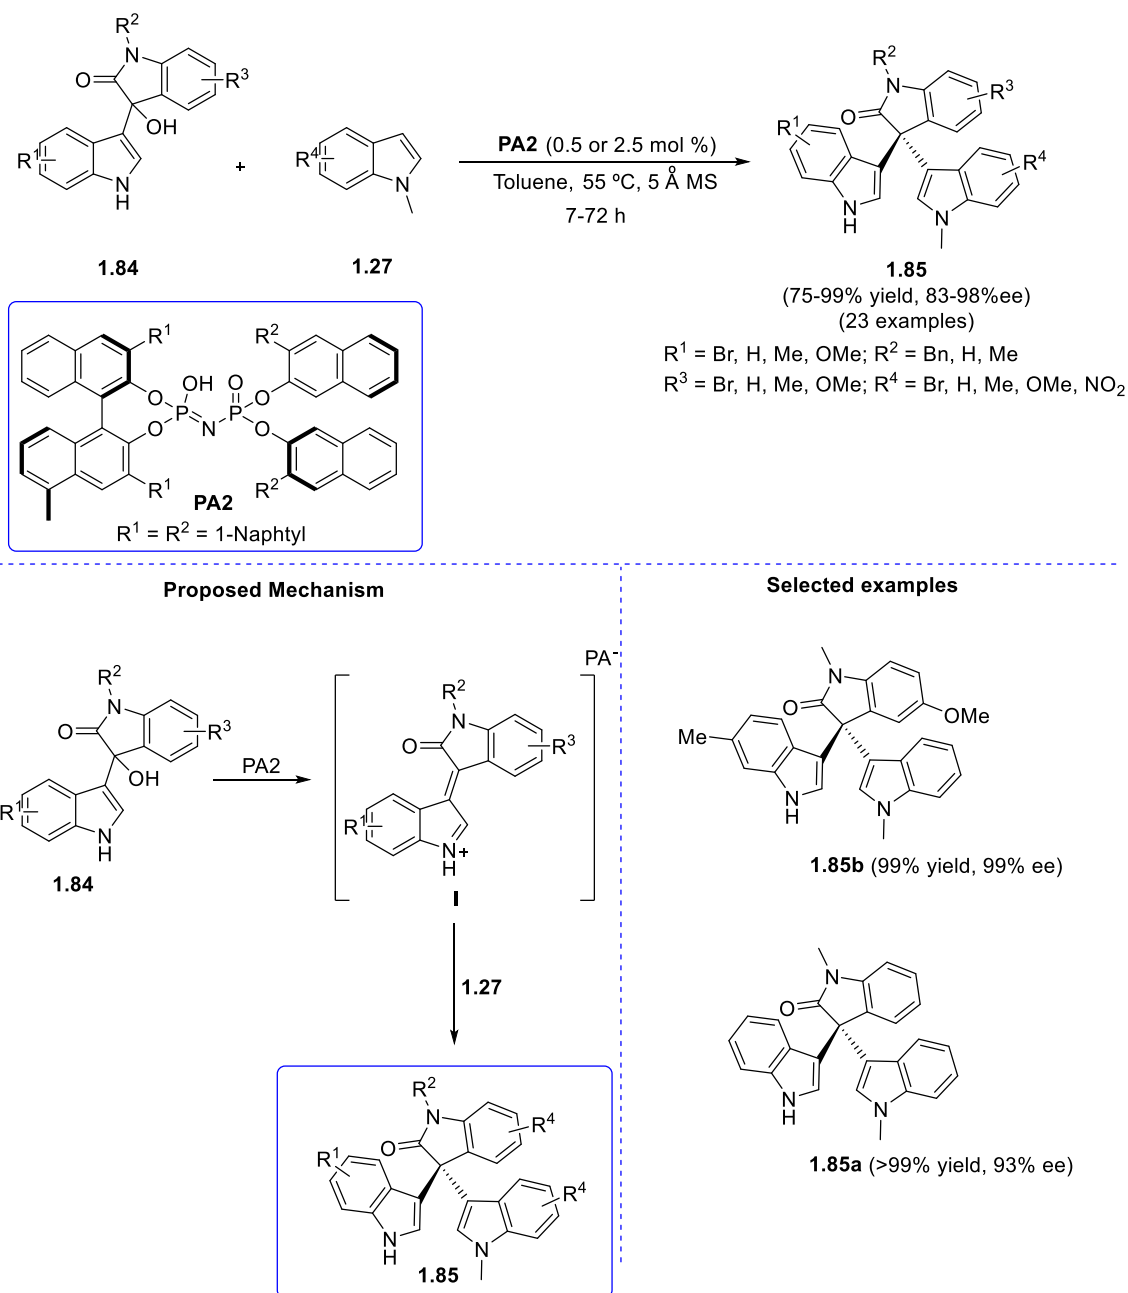 R2
N
O
R3
OH
R1
N
H
1.84
+
R4
N
1.27
PA2 (0.5 or 2.5 mol %)
Toluene, 55 ºC, 5 Å MS
7-72 h
R2
N
O
R3
R1
R4
N
H
N
1.85
(75-99% yield, 83-98%ee)
(23 examples)
R1 = Br, H, Me, OMe; R2 = Bn, H, Me
R3 = Br, H, Me, OMe; R4 = Br, H, Me, OMe, NO2
R1
R2
OH
O
O
P
P
O
O
N
O
R1
R2
PA2
R1 = R2 = 1-Naphtyl
Proposed Mechanism
R2
N
O
R3
OH
R1
N
H
1.84
PA2
PA-
R2
N
O
R3
R1
N+
H
I
1.27
R2
N
O
R4
R1
R4
N
H
N
1.85
Selected examples
N
O
OMe
Me
N
H
N
1.85b (99% yield, 99% ee)
N
O
N
H
N
1.85a (>99% yield, 93% ee)